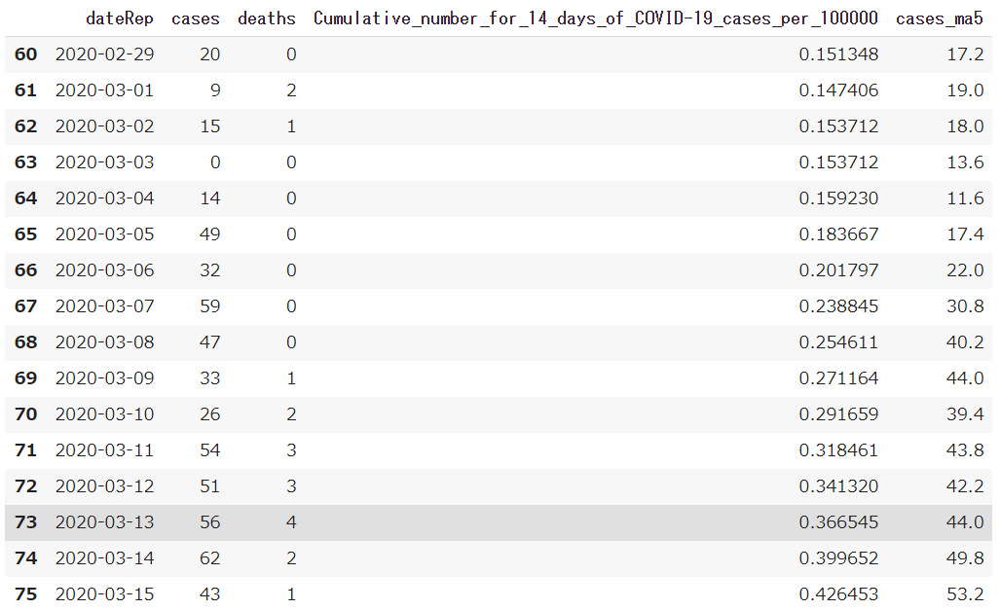 dateRep cases deaths Cumulative_number_for_14_days_of_COVID-19_cases_per_100000 cases_ma5
60 2020-02-29 20 0 0.151348 17.2
61 2020-03-01 9 2 0.147406 19.0
62 2020-03-02 15 1 0.153712 18.0
63 2020-03-03 0 0 0.153712 13.6
64 2020-03-04 14 0 0.159230 11.6
65 2020-03-05 49 0 0.183667 17.4
66 2020-03-06 32 0 0.201797 22.0
67 2020-03-07 59 0 0.238845 30.8
68 2020-03-08 47 0 0.254611 40.2
69 2020-03-09 33 1 0.271164 44.0
70 2020-03-10 26 2 0.291659 39.4
71 2020-03-11 54 3 0.318461 43.8
72 2020-03-12 51 3 0.341320 42.2
73 2020-03-13 56 4 0.366545 44.0
74 2020-03-14 62 2 0.399652 49.8
75 2020-03-15 43 1 0.426453 53.2